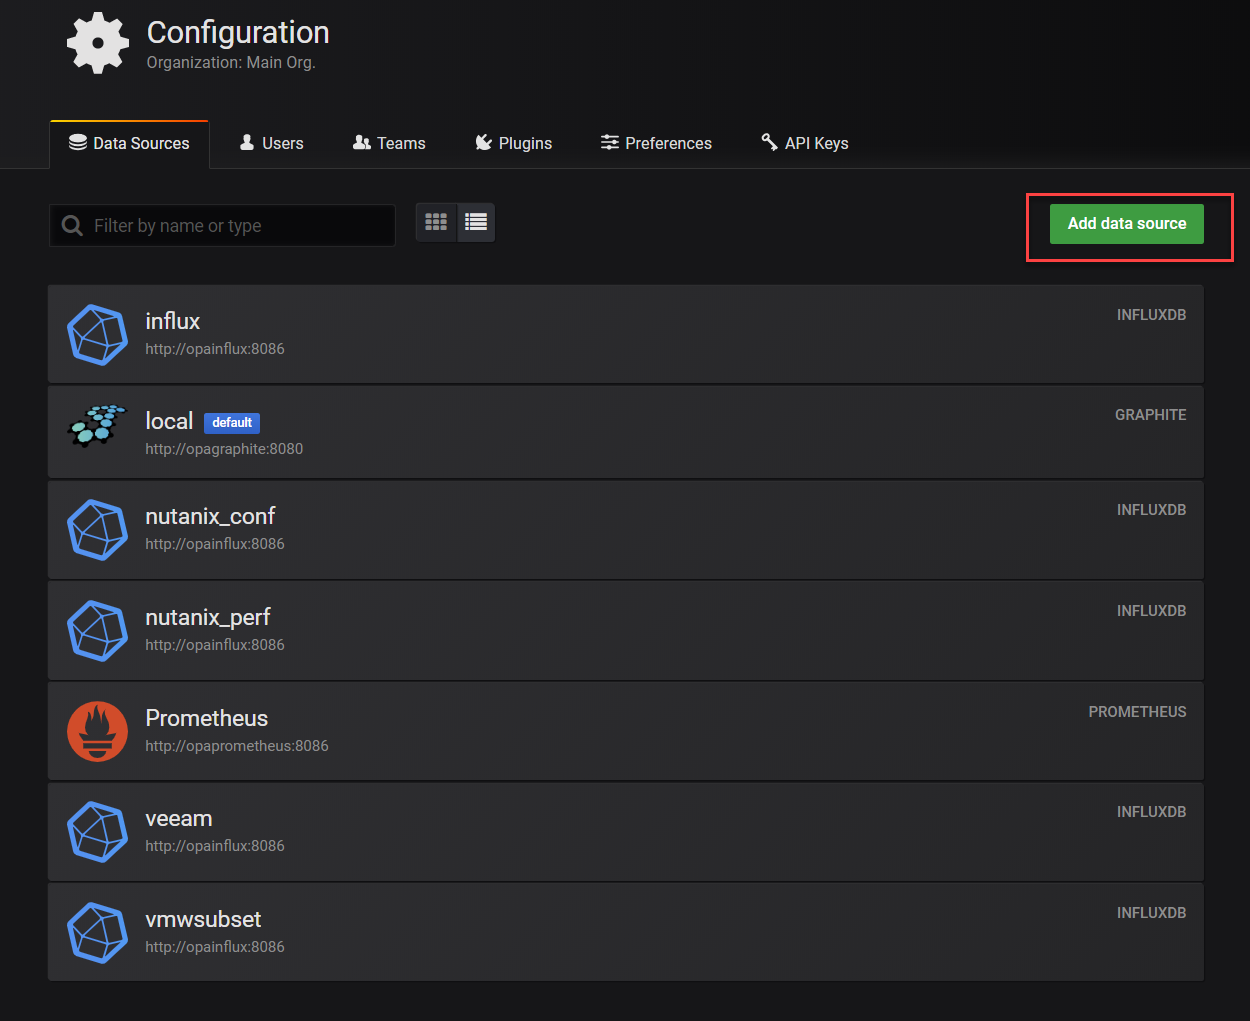 Configuration
Organization: Main Org.
Data Sources Users Teams Plugins Preferences API Keys
Filter by name or type
Add data source
influx INFLUXDB
http://opainflux:8086
local default GRAPHITE
http://opagraphite:8080
nutanix_conf INFLUXDB
http://opainflux:8086
nutanix_perf INFLUXDB
http://opainflux:8086
Prometheus PROMETHEUS
http://opaprometheus:8086
veeam INFLUXDB
http://opainflux:8086
vmwsubset INFLUXDB
http://opainflux:8086